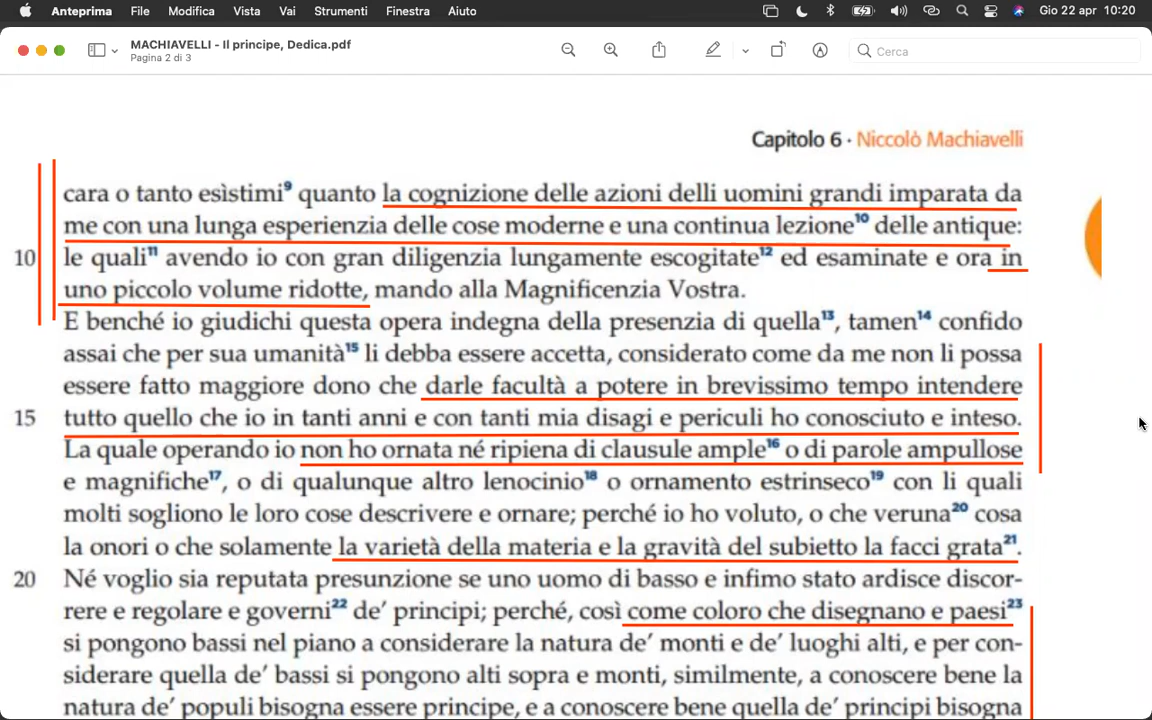 Anteprima File Modifica Vista Vai Strumenti Finestra Aiuto Gio 22 apr 10:20
MACHIAVELLI - Il principe, Dedica.pdf
Pagina 2 di 3
Cerca
Capitolo 6 · Niccolò Machiavelli
cara o tanto esìstimi⁹ quanto la cognizione delle azioni delli uomini grandi imparata da
me con una lunga esperienzia delle cose moderne e una continua lezione¹⁰ delle antique:
10 le quali¹¹ avendo io con gran diligenzia lungamente escogitate¹² ed esaminate e ora in
uno piccolo volume ridotte, mando alla Magnificenzia Vostra.
E benché io giudichi questa opera indegna della presenzia di quella¹³, tamen¹⁴ confido
assai che per sua umanità¹⁵ li debba essere accetta, considerato come da me non li possa
essere fatto maggiore dono che darle facultà a potere in brevissimo tempo intendere
15 tutto quello che io in tanti anni e con tanti mia disagi e periculi ho conosciuto e inteso.
La quale operando io non ho ornata né ripiena di clausule ample¹⁶ o di parole ampullose
e magnifiche¹⁷, o di qualunque altro lenocinio¹⁸ o ornamento estrinseco¹⁹ con li quali
molti sogliono le loro cose descrivere e ornare; perché io ho voluto, o che veruna²⁰ cosa
la onori o che solamente la varietà della materia e la gravità del subietto la facci grata²¹.
20 Né voglio sia reputata presunzione se uno uomo di basso e infimo stato ardisce discor-
rere e regolare e governi²² de' principi; perché, così come coloro che disegnano e paesi²³
si pongono bassi nel piano a considerare la natura de' monti e de' luoghi alti, e per con-
siderare quella de' bassi si pongono alti sopra e monti, similmente, a conoscere bene la
natura de' populi bisogna essere principe, e a conoscere bene quella de' principi bisogna